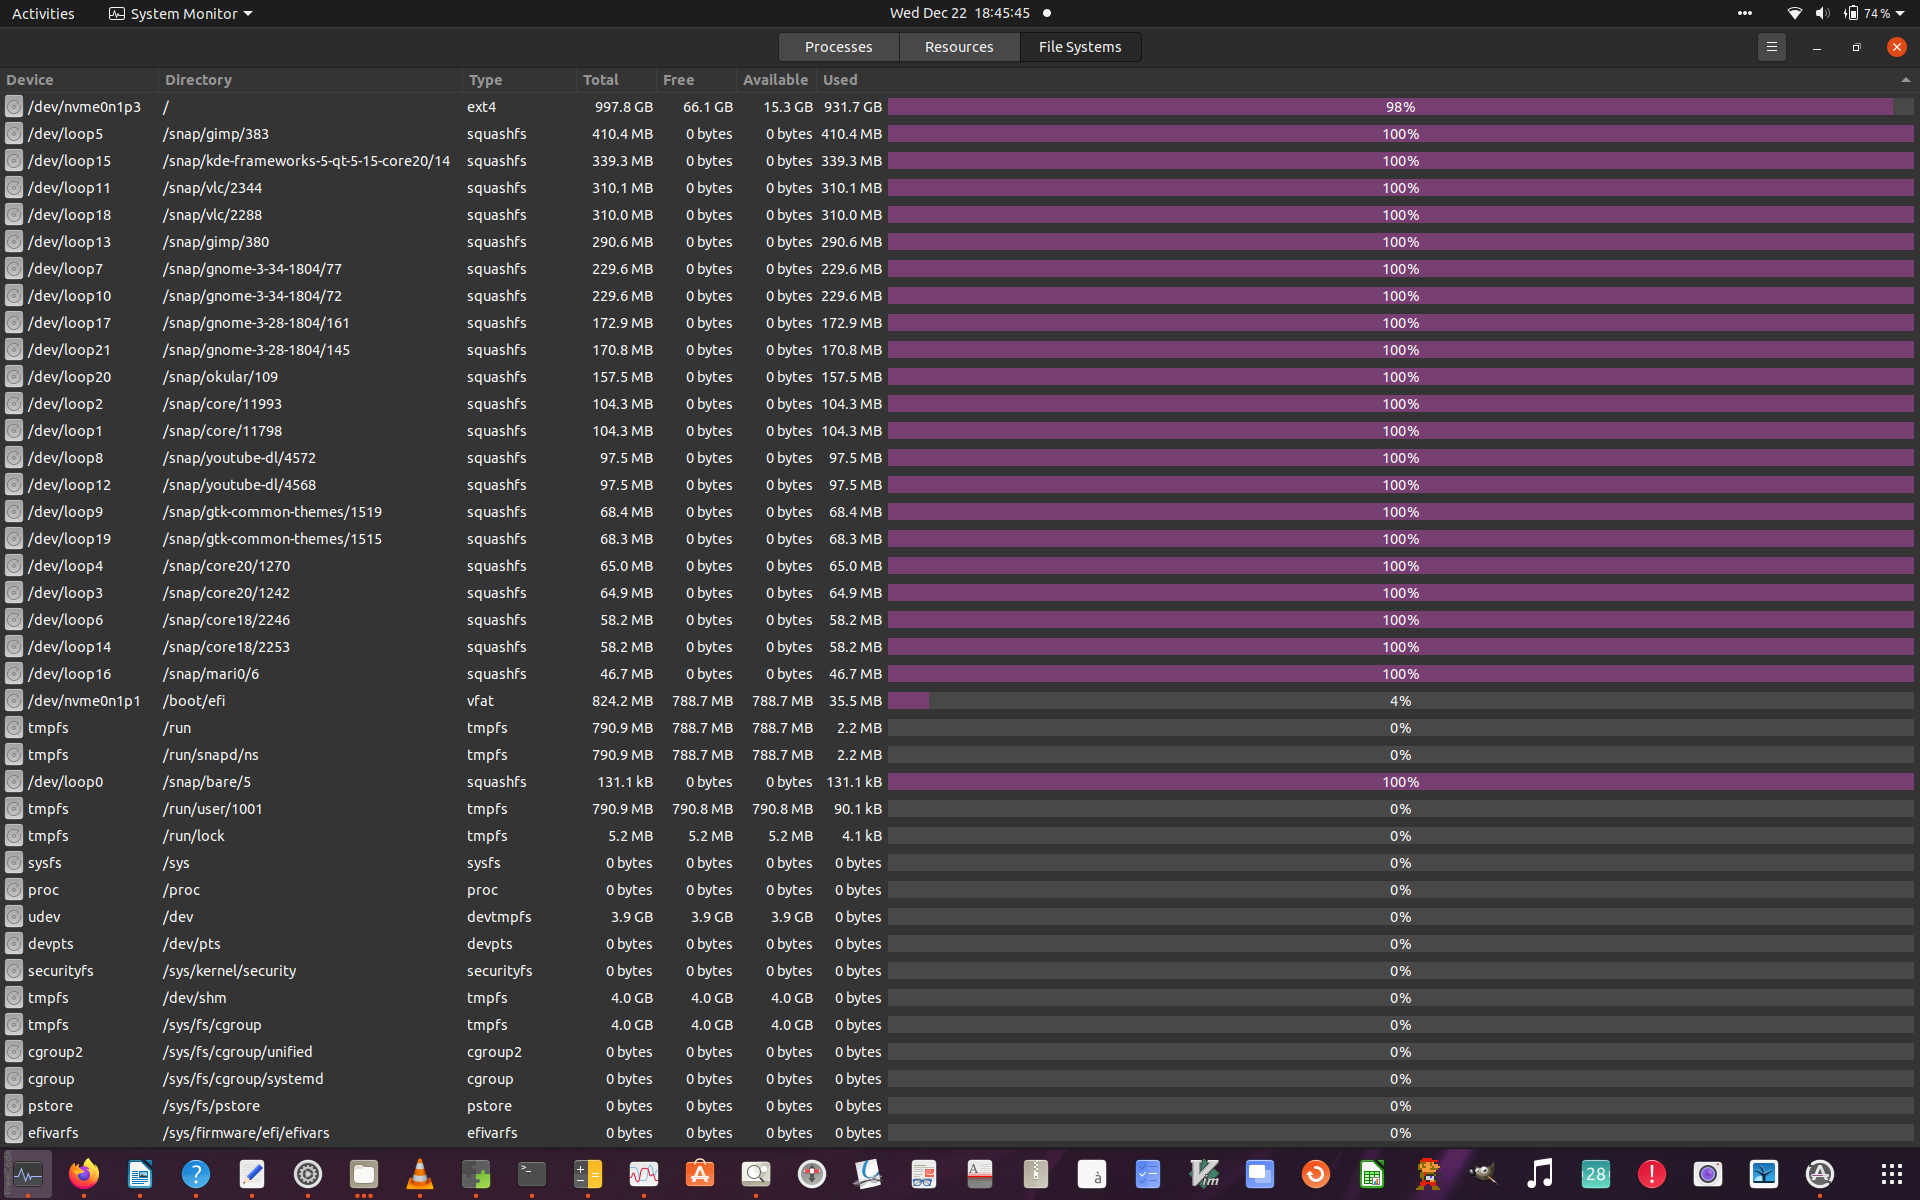 Activities System Monitor Wed Dec 22 18:45:45 74%
Processes Resources File Systems
Device Directory Type Total Free Available Used
/dev/nvme0n1p3 / ext4 997.8 GB 66.1 GB 15.3 GB 931.7 GB 98%
/dev/loop5 /snap/gimp/383 squashfs 410.4 MB 0 bytes 0 bytes 410.4 MB 100%
/dev/loop15 /snap/kde-frameworks-5-qt-5-15-core20/14 squashfs 339.3 MB 0 bytes 0 bytes 339.3 MB 100%
/dev/loop11 /snap/vlc/2344 squashfs 310.1 MB 0 bytes 0 bytes 310.1 MB 100%
/dev/loop18 /snap/vlc/2288 squashfs 310.0 MB 0 bytes 0 bytes 310.0 MB 100%
/dev/loop13 /snap/gimp/380 squashfs 290.6 MB 0 bytes 0 bytes 290.6 MB 100%
/dev/loop7 /snap/gnome-3-34-1804/77 squashfs 229.6 MB 0 bytes 0 bytes 229.6 MB 100%
/dev/loop10 /snap/gnome-3-34-1804/72 squashfs 229.6 MB 0 bytes 0 bytes 229.6 MB 100%
/dev/loop17 /snap/gnome-3-28-1804/161 squashfs 172.9 MB 0 bytes 0 bytes 172.9 MB 100%
/dev/loop21 /snap/gnome-3-28-1804/145 squashfs 170.8 MB 0 bytes 0 bytes 170.8 MB 100%
/dev/loop20 /snap/okular/109 squashfs 157.5 MB 0 bytes 0 bytes 157.5 MB 100%
/dev/loop2 /snap/core/11993 squashfs 104.3 MB 0 bytes 0 bytes 104.3 MB 100%
/dev/loop1 /snap/core/11798 squashfs 104.3 MB 0 bytes 0 bytes 104.3 MB 100%
/dev/loop8 /snap/youtube-dl/4572 squashfs 97.5 MB 0 bytes 0 bytes 97.5 MB 100%
/dev/loop12 /snap/youtube-dl/4568 squashfs 97.5 MB 0 bytes 0 bytes 97.5 MB 100%
/dev/loop9 /snap/gtk-common-themes/1519 squashfs 68.4 MB 0 bytes 0 bytes 68.4 MB 100%
/dev/loop19 /snap/gtk-common-themes/1515 squashfs 68.3 MB 0 bytes 0 bytes 68.3 MB 100%
/dev/loop4 /snap/core20/1270 squashfs 65.0 MB 0 bytes 0 bytes 65.0 MB 100%
/dev/loop3 /snap/core20/1242 squashfs 64.9 MB 0 bytes 0 bytes 64.9 MB 100%
/dev/loop6 /snap/core18/2246 squashfs 58.2 MB 0 bytes 0 bytes 58.2 MB 100%
/dev/loop14 /snap/core18/2253 squashfs 58.2 MB 0 bytes 0 bytes 58.2 MB 100%
/dev/loop16 /snap/mari0/6 squashfs 46.7 MB 0 bytes 0 bytes 46.7 MB 100%
/dev/nvme0n1p1 /boot/efi vfat 824.2 MB 788.7 MB 788.7 MB 35.5 MB 4%
tmpfs /run tmpfs 790.9 MB 788.7 MB 788.7 MB 2.2 MB 0%
tmpfs /run/snapd/ns tmpfs 790.9 MB 788.7 MB 788.7 MB 2.2 MB 0%
/dev/loop0 /snap/bare/5 squashfs 131.1 kB 0 bytes 0 bytes 131.1 kB 100%
tmpfs /run/user/1001 tmpfs 790.9 MB 790.8 MB 790.8 MB 90.1 kB 0%
tmpfs /run/lock tmpfs 5.2 MB 5.2 MB 5.2 MB 4.1 kB 0%
sysfs /sys sysfs 0 bytes 0 bytes 0 bytes 0 bytes 0%
proc /proc proc 0 bytes 0 bytes 0 bytes 0 bytes 0%
udev /dev devtmpfs 3.9 GB 3.9 GB 3.9 GB 0 bytes 0%
devpts /dev/pts devpts 0 bytes 0 bytes 0 bytes 0 bytes 0%
securityfs /sys/kernel/security securityfs 0 bytes 0 bytes 0 bytes 0 bytes 0%
tmpfs /dev/shm tmpfs 4.0 GB 4.0 GB 4.0 GB 0 bytes 0%
tmpfs /sys/fs/cgroup tmpfs 4.0 GB 4.0 GB 4.0 GB 0 bytes 0%
cgroup2 /sys/fs/cgroup/unified cgroup2 0 bytes 0 bytes 0 bytes 0 bytes 0%
cgroup /sys/fs/cgroup/systemd cgroup 0 bytes 0 bytes 0 bytes 0 bytes 0%
pstore /sys/fs/pstore pstore 0 bytes 0 bytes 0 bytes 0 bytes 0%
efivarfs /sys/firmware/efi/efivars efivarfs 0 bytes 0 bytes 0 bytes 0 bytes 0%
à Vim 28